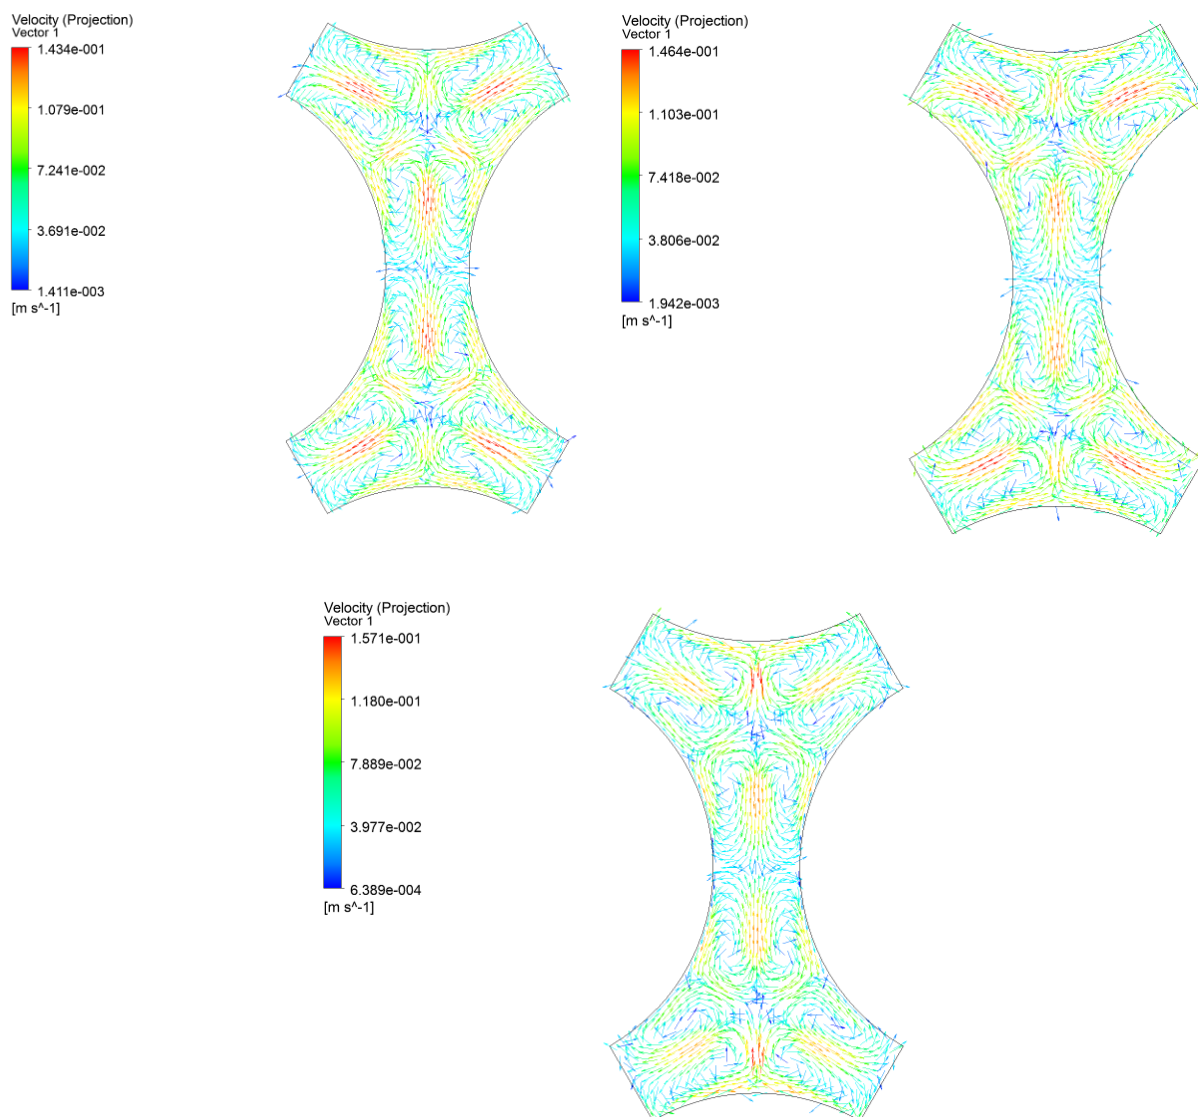 Velocity (Projection)
Vector 1
1.434e-001
1.079e-001
7.241e-002
3.691e-002
1.411e-003
[m s^-1]
Velocity (Projection)
Vector 1
1.464e-001
1.103e-001
7.418e-002
3.806e-002
1.942e-003
[m s^-1]
Velocity (Projection)
Vector 1
1.571e-001
1.180e-001
7.889e-002
3.977e-002
6.389e-004
[m s^-1]